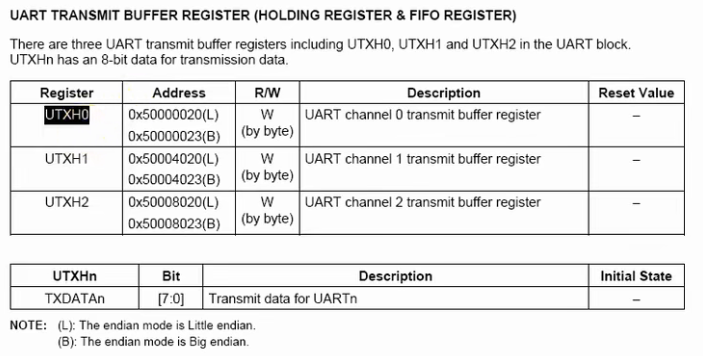 UART TRANSMIT BUFFER REGISTER (HOLDING REGISTER & FIFO REGISTER)
There are three UART transmit buffer registers including UTXH0, UTXH1 and UTXH2 in the UART block.
UTXHn has an 8-bit data for transmission data.
Register Address R/W Description Reset Value
UTXH0 0x50000020(L) W UART channel 0 transmit buffer register –
0x50000023(B) (by byte)
UTXH1 0x50004020(L) W UART channel 1 transmit buffer register –
0x50004023(B) (by byte)
UTXH2 0x50008020(L) W UART channel 2 transmit buffer register –
0x50008023(B) (by byte)
UTXHn Bit Description Initial State
TXDATAn [7:0] Transmit data for UARTn –
NOTE: (L): The endian mode is Little endian.
(B): The endian mode is Big endian.